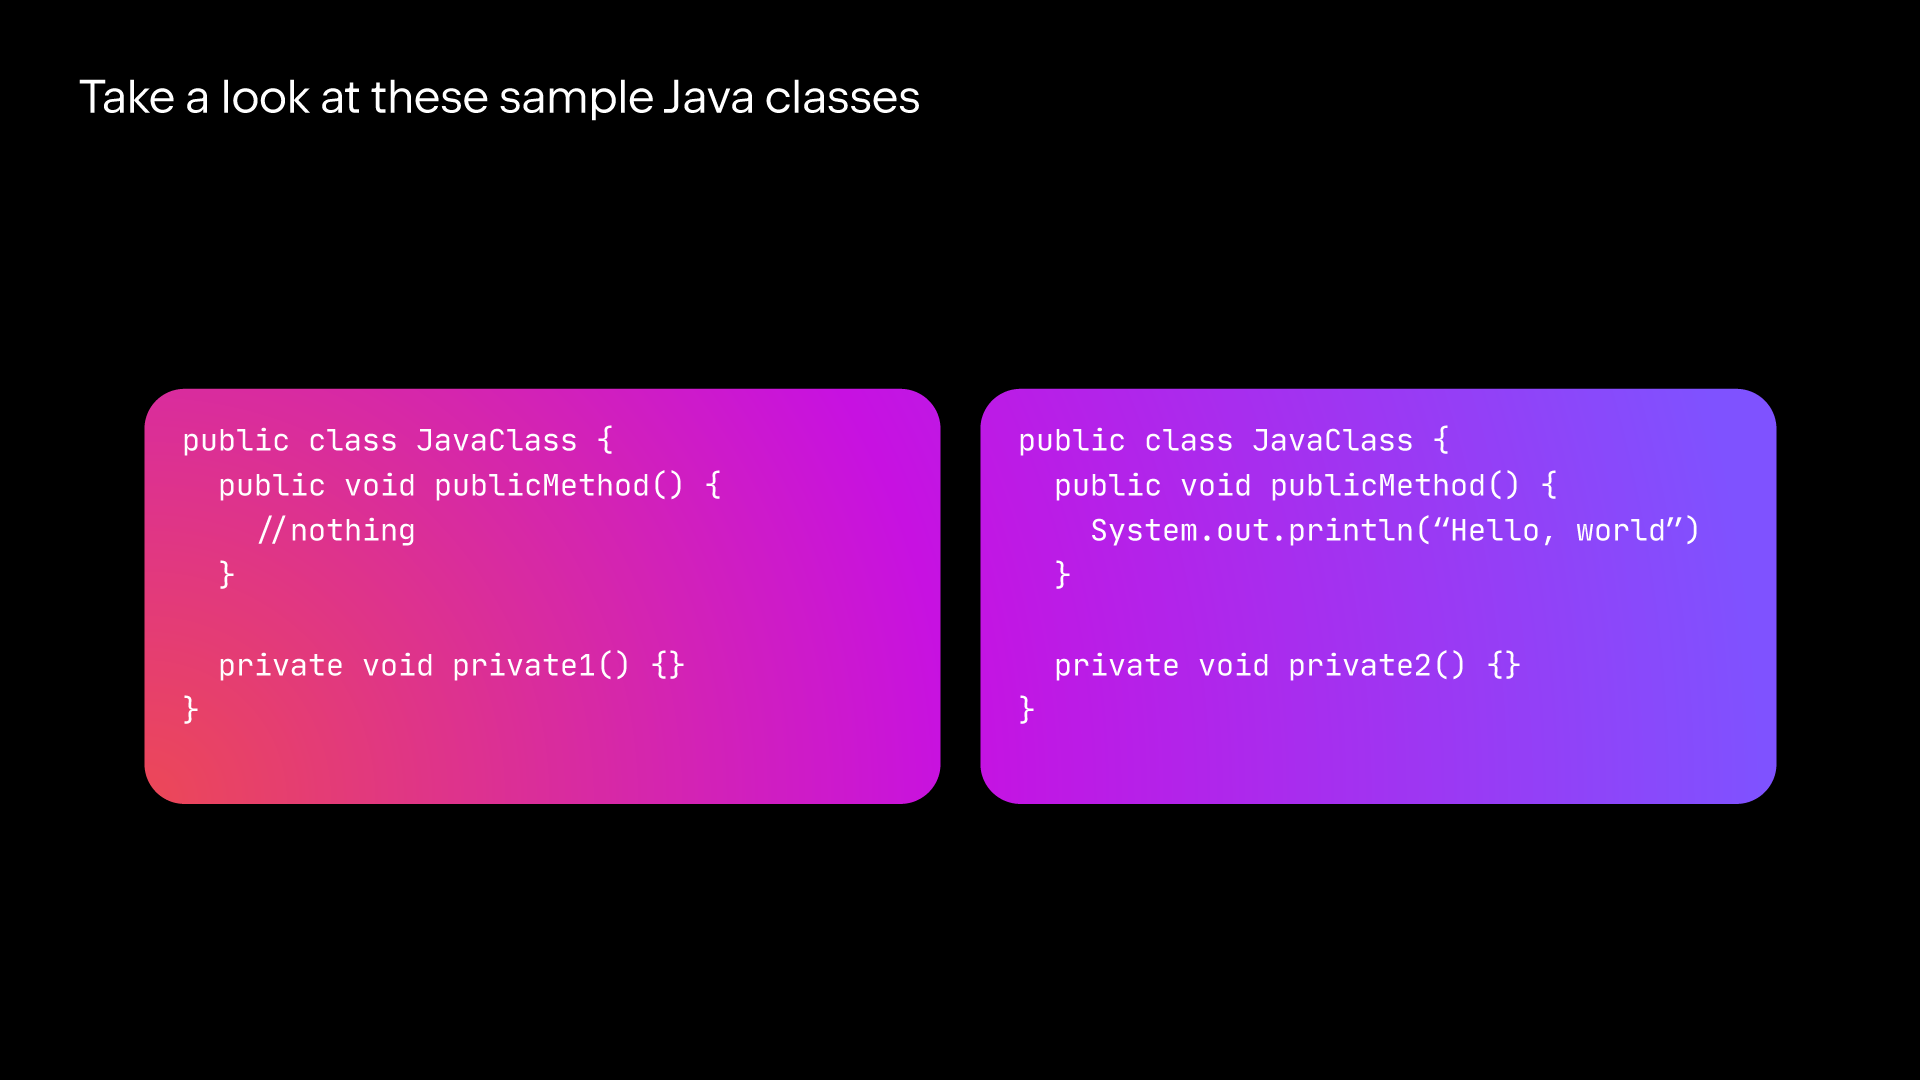 Take a look at these sample Java classes
public class JavaClass {
  public void publicMethod() {
    //nothing
  }

  private void private1() {}
}
public class JavaClass {
  public void publicMethod() {
    System.out.println(“Hello, world”)
  }

  private void private2() {}
}